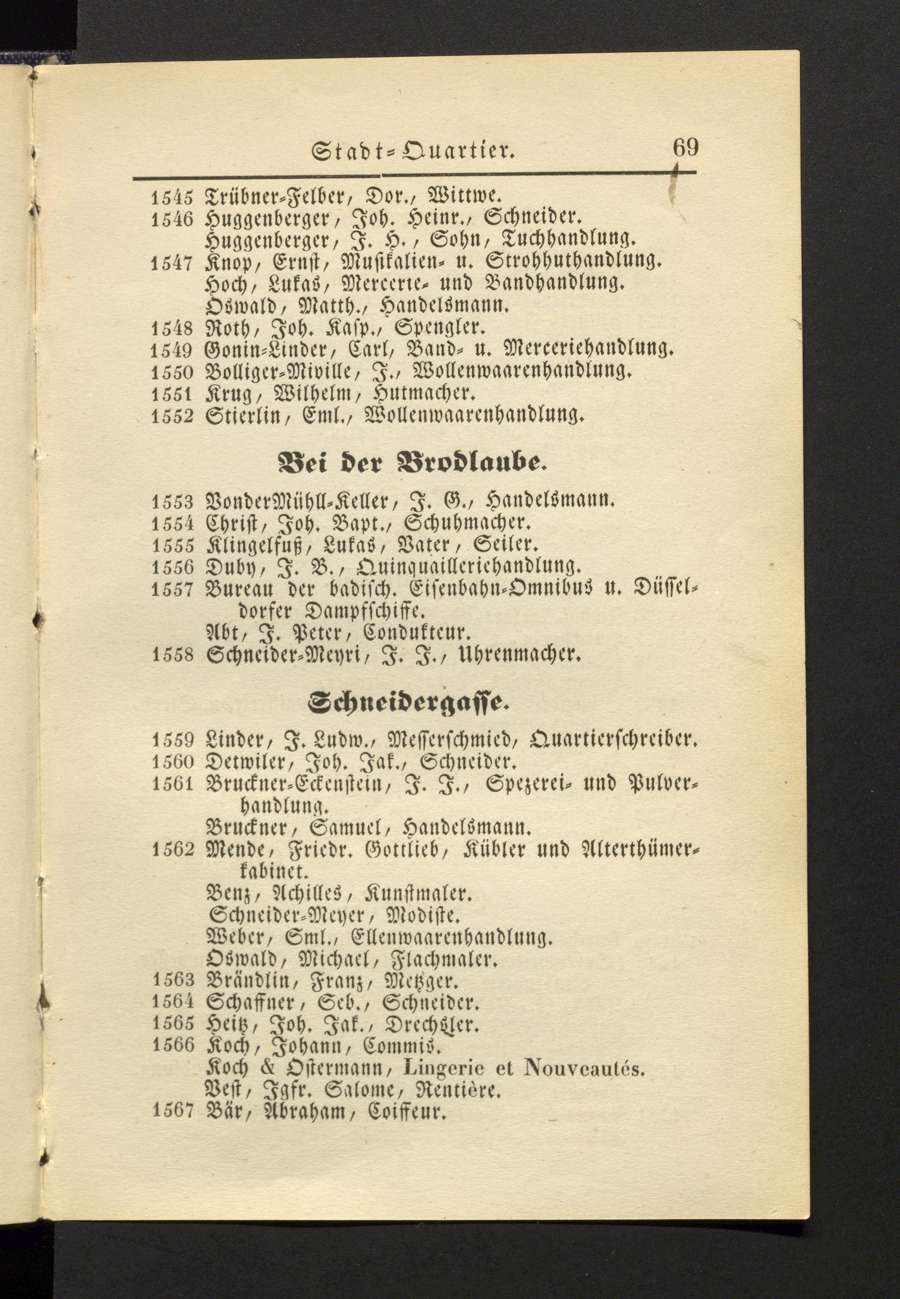 Stadt-Quartier. 69
1545 Trübner-Felber, Dor., Wittwe.
1546 Huggenberger, Joh. Heinr., Schneider.
Huggenberger, J. H., Sohn, Tuchhandlung.
1547 Knop, Ernst, Musikalien- u. Strohhuthandlung.
Hoch, Lukas, Mercerie- und Bandhandlung.
Oswald, Matth., Handelsmann.
1548 Roth, Joh. Kasp., Spengler.
1549 Gonin-Linder, Carl, Band- u. Merceriehandlung.
1550 Bolliger-Miville, J., Wollenwaarenhandlung.
1551 Krug, Wilhelm, Hutmacher.
1552 Stierlin, Eml., Wollenwaarenhandlung.
Bei der Brodlaube.
1553 VonderMühll-Keller, J. G., Handelsmann.
1554 Christ, Joh. Bapt., Schuhmacher.
1555 Klingelfuß, Lukas, Vater, Seiler.
1556 Duby, J. B., Quinquailleriehandlung.
1557 Bureau der badisch. Eisenbahn-Omnibus u. Düssel-
dorfer Dampfschiffe.
Abt, J. Peter, Condukteur.
1558 Schneider-Meyri, J. J., Uhrenmacher.
Schneidergasse.
1559 Linder, J. Ludw., Messerschmied, Quartierschreiber.
1560 Detwiler, Joh. Jak., Schneider.
1561 Bruckner-Eckenstein, J. J., Spezerei- und Pulver-
handlung.
Bruckner, Samuel, Handelsmann.
1562 Mende, Friedr. Gottlieb, Kübler und Alterthümer-
kabinet.
Benz, Achilles, Kunstmaler.
Schneider-Meyer, Modiste.
Weber, Sml., Ellenwaarenhandlung.
Oswald, Michael, Flachmaler.
1563 Brändlin, Franz, Metzger.
1564 Schaffner, Seb., Schneider.
1565 Heitz, Joh. Jak., Drechsler.
1566 Koch, Johann, Commis.
Koch & Ostermann, Lingerie et Nouveautés.
Vest, Jgfr. Salome, Rentière.
1567 Bär, Abraham, Coiffeur.